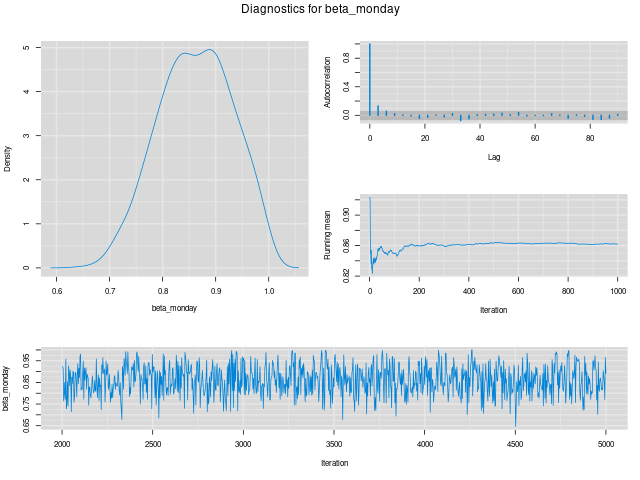 Diagnostics for beta_monday
Density
0 1 2 3 4 5
0.6 0.7 0.8 0.9 1.0
beta_monday
Autocorrelation
0.0 0.4 0.8
0 20 40 60 80
Lag
Running mean
0.82 0.86 0.90
0 200 400 600 800 1000
Iteration
beta_monday
0.65 0.75 0.85 0.95
2000 2500 3000 3500 4000 4500 5000
Iteration